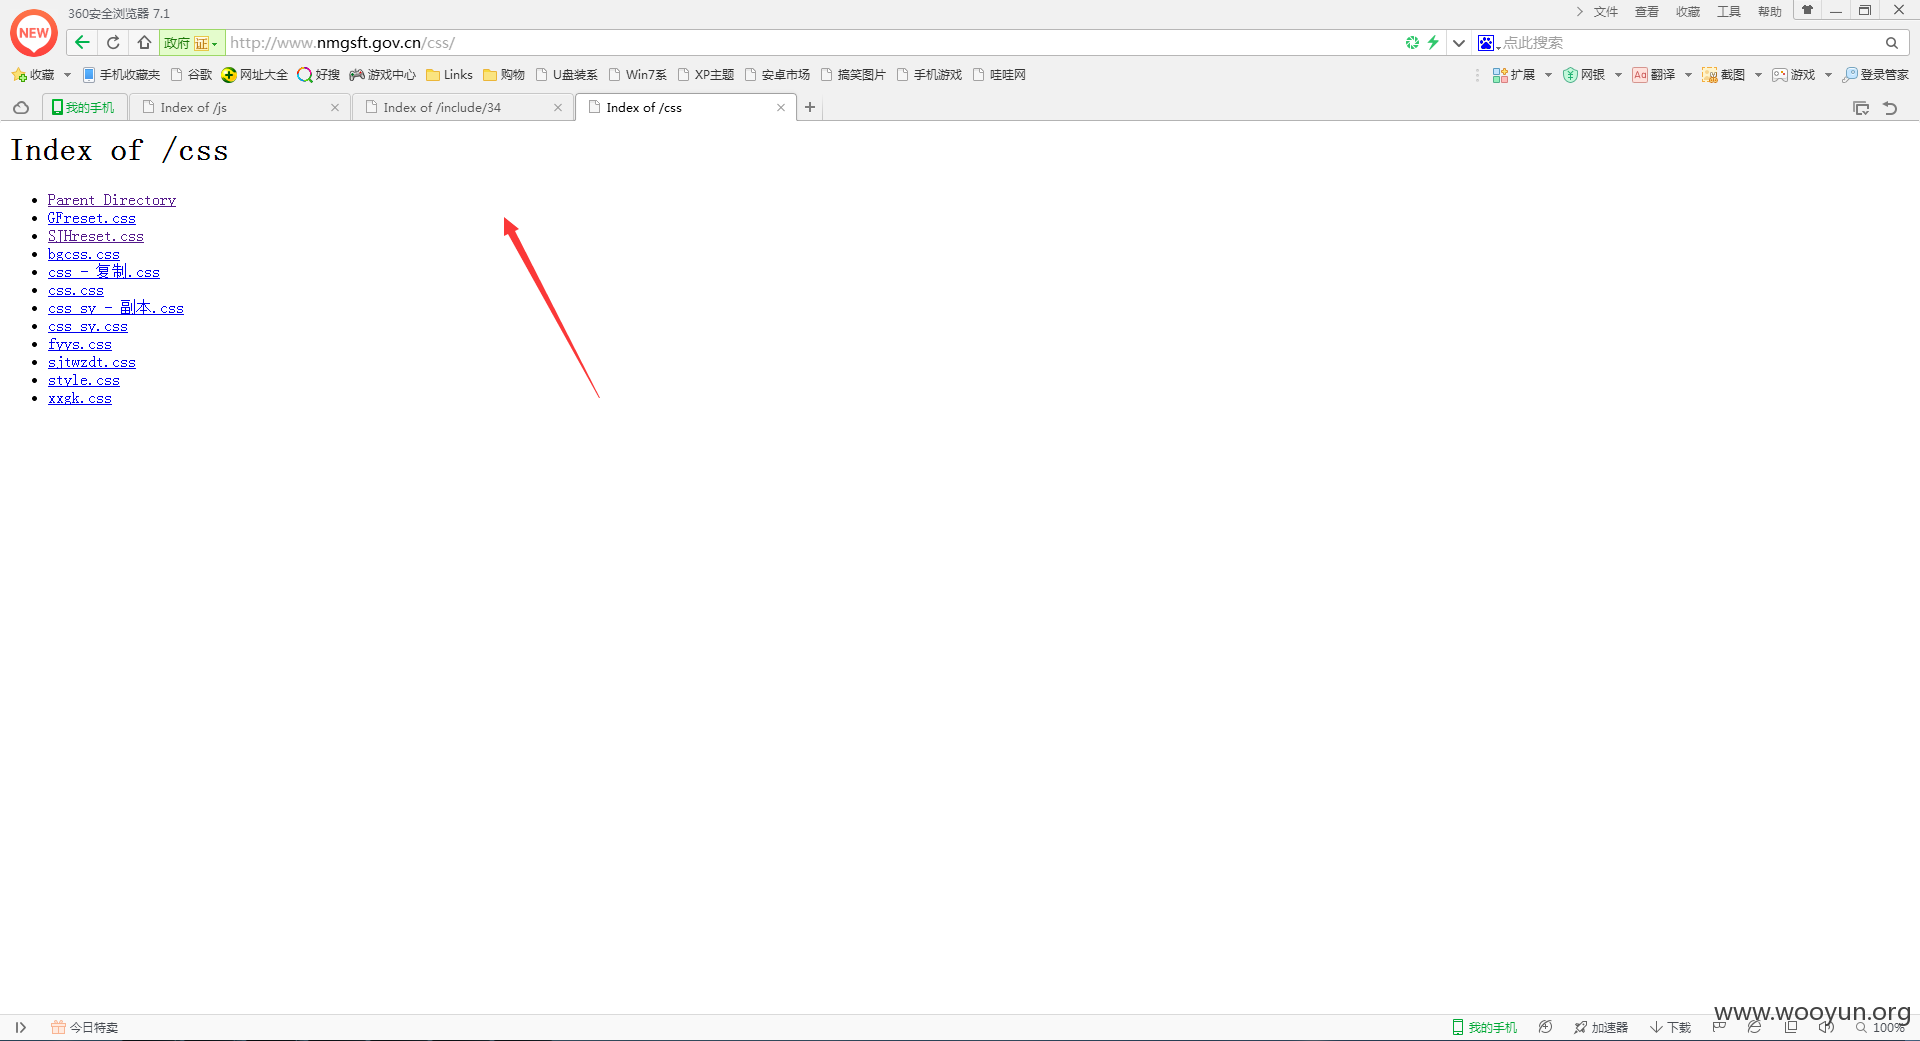 360安全浏览器 7.1
文件 查看 收藏 工具 帮助
NEW
政府 证 http://www.nmgsft.gov.cn/css/
点此搜索
收藏 手机收藏夹 谷歌 网址大全 好搜 游戏中心 Links 购物 U盘装系 Win7系 XP主题 安卓市场 搞笑图片 手机游戏 哇哇网
扩展 网银 Aa 翻译 截图 游戏 登录管家
我的手机 Index of /js Index of /include/34 Index of /css
Index of /css
Parent Directory
GFreset.css
SJHreset.css
bgcss.css
css - 复制.css
css.css
css_sy - 副本.css
css_sy.css
fyys.css
sjtwzdt.css
style.css
xxgk.css
www.wooyun.org
今日特卖
我的手机 加速器 下载 100%